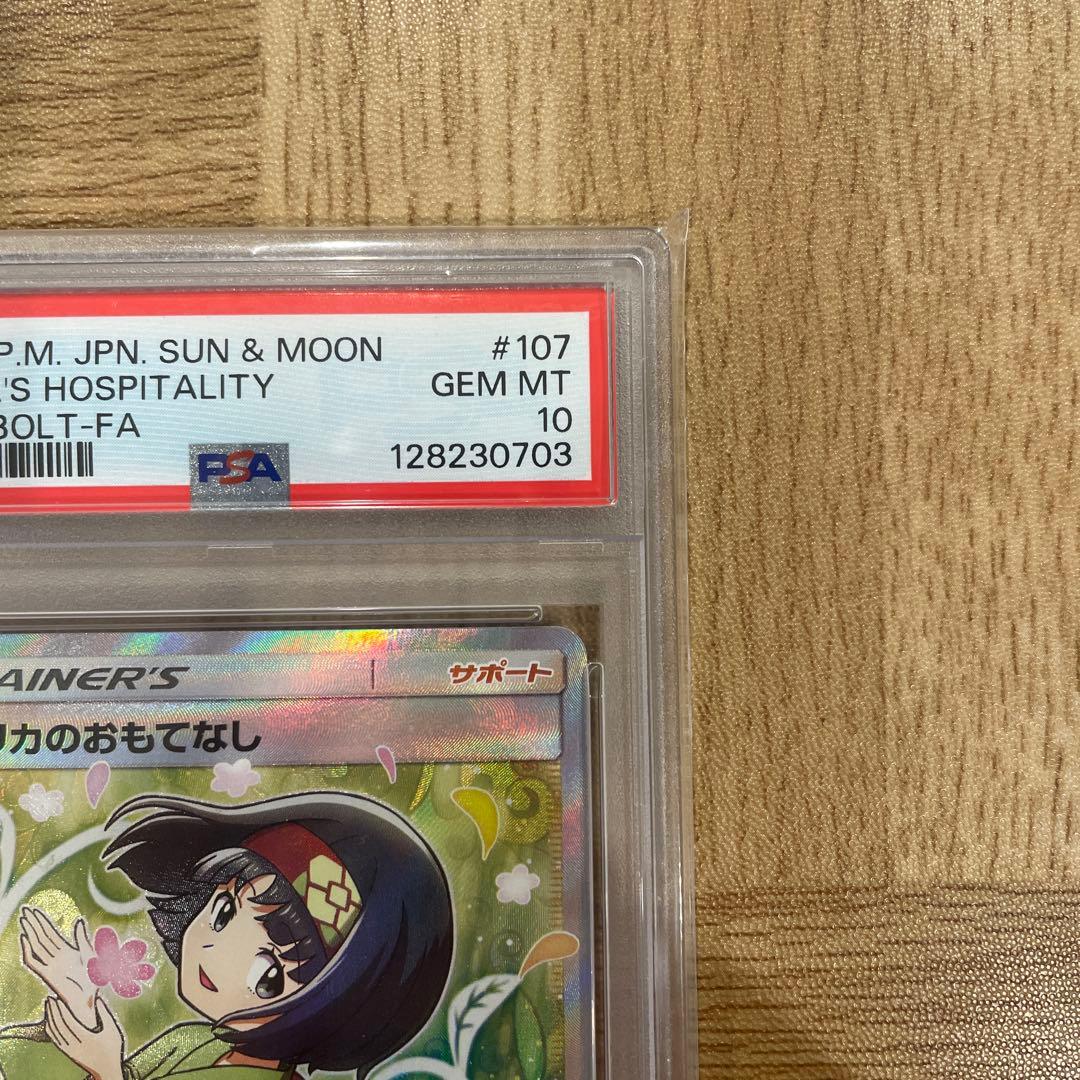 P.M. JPN. SUN & MOON #107
'S HOSPITALITY GEM MT
BOLT-FA 10
PSA 128230703
AINER'S サポート
リカのおもてなし